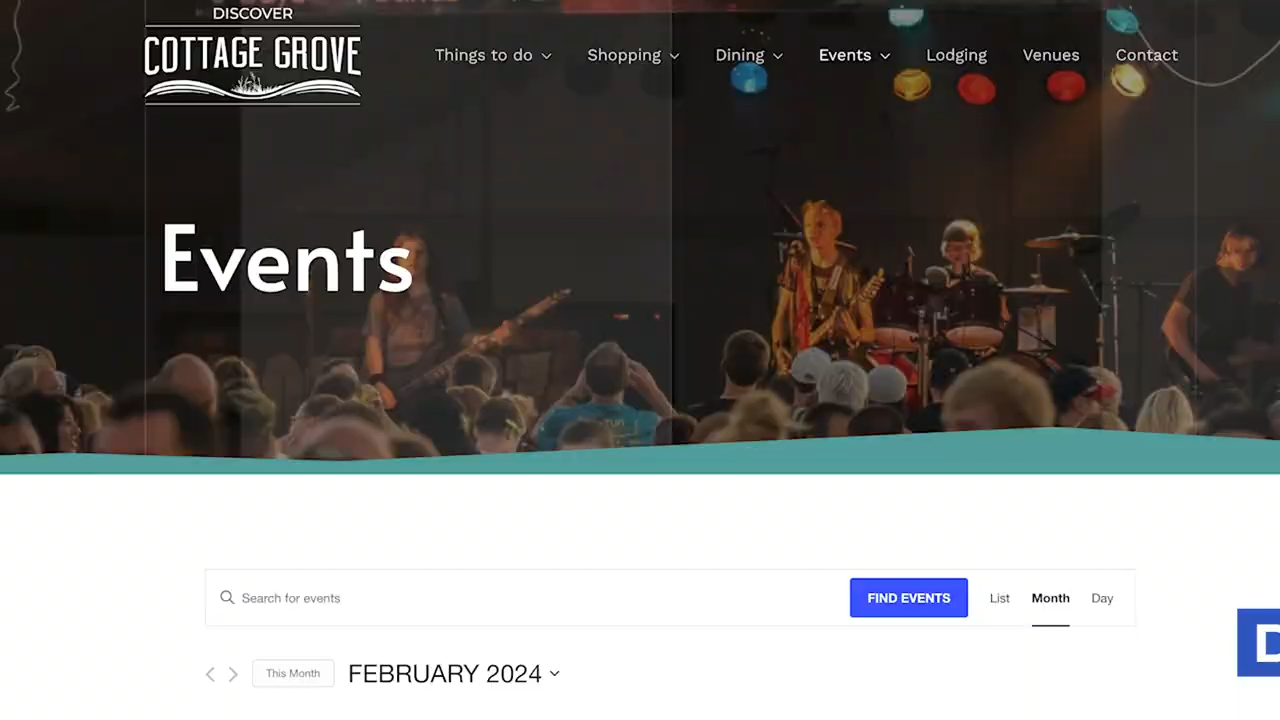 DISCOVER
COTTAGE GROVE
Things to do
Shopping
Dining
Events
Lodging
Venues
Contact
Events
Search for events
FIND EVENTS
List
Month
Day
This Month
FEBRUARY 2024
D